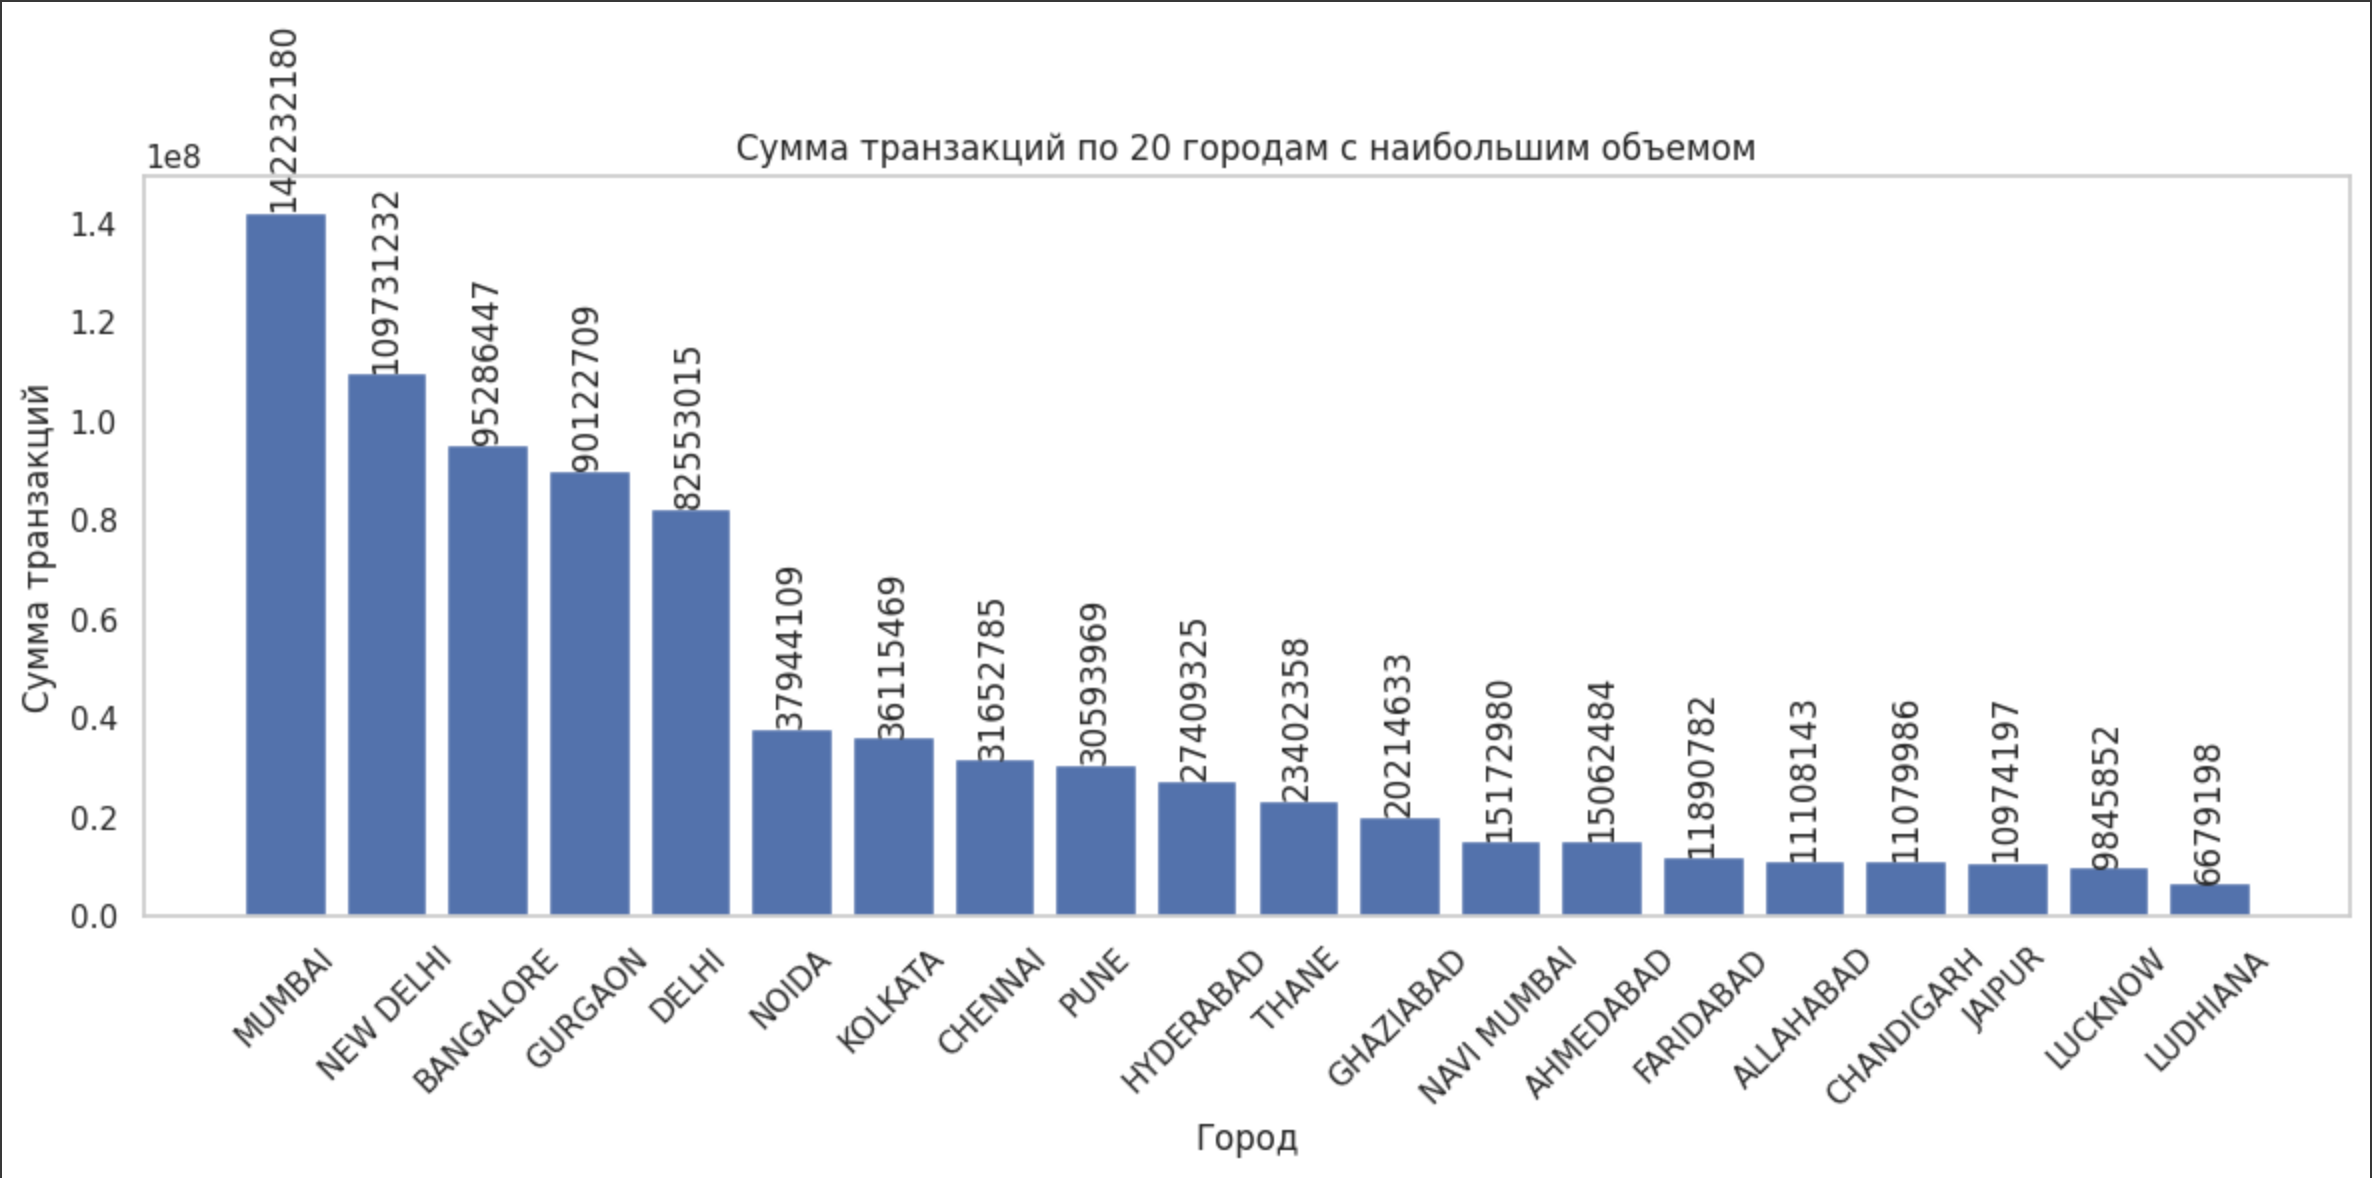 Сумма транзакций по 20 городам с наибольшим объемом
1e8
1.4
1.2
1.0
0.8
0.6
0.4
0.2
0.0
Сумма транзакций
142232180
109731232
95286447
90122709
82553015
37944109
36115469
31652785
30593969
27409325
23402358
20214633
15172980
15062484
11890782
11108143
11079986
10974197
9845852
6679198
MUMBAI
NEW DELHI
BANGALORE
GURGAON
DELHI
NOIDA
KOLKATA
CHENNAI
PUNE
HYDERABAD
THANE
GHAZIABAD
NAVI MUMBAI
AHMEDABAD
FARIDABAD
ALLAHABAD
CHANDIGARH
JAIPUR
LUCKNOW
LUDHIANA
Город